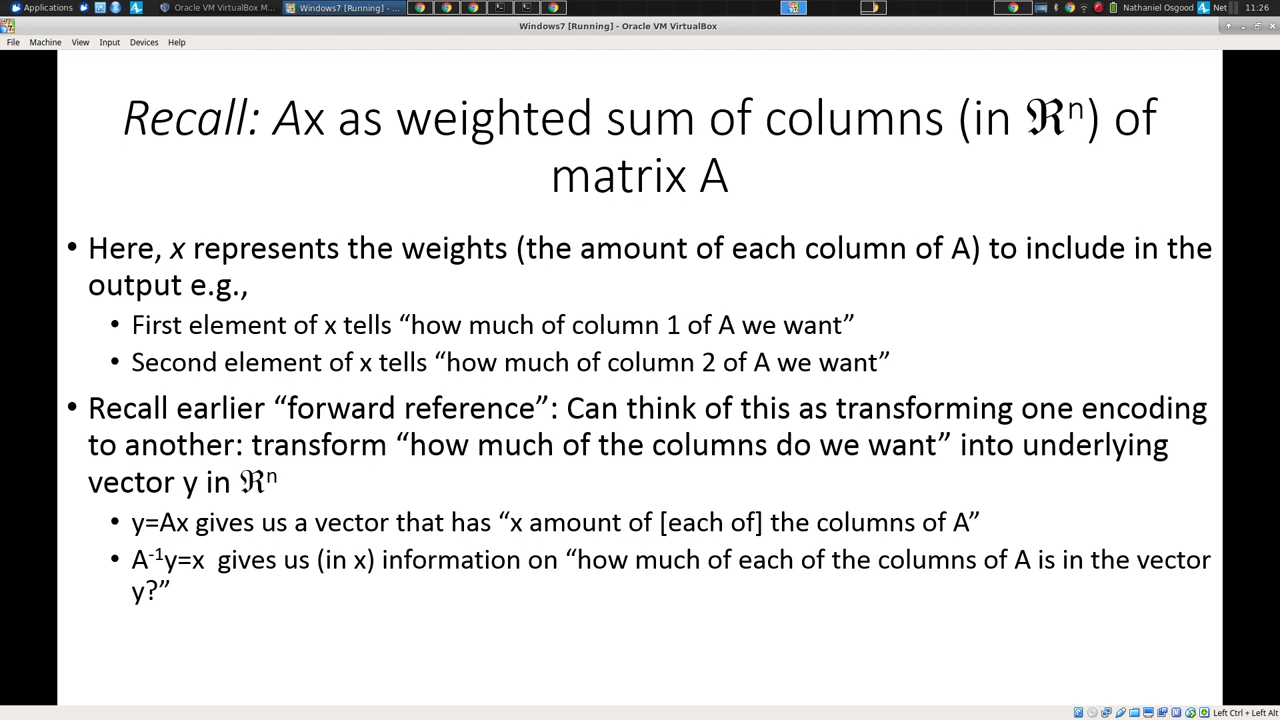 Applications
Oracle VM VirtualBox M...
Windows7 [Running] - ...
Nathaniel Osgood
Net
11:26
Windows7 [Running] - Oracle VM VirtualBox
File Machine View Input Devices Help
Recall: Ax as weighted sum of columns (in ℜⁿ) of
matrix A
• Here, x represents the weights (the amount of each column of A) to include in the
output e.g.,
• First element of x tells “how much of column 1 of A we want”
• Second element of x tells “how much of column 2 of A we want”
• Recall earlier “forward reference”: Can think of this as transforming one encoding
to another: transform “how much of the columns do we want” into underlying
vector y in ℜⁿ
• y=Ax gives us a vector that has “x amount of [each of] the columns of A”
• A⁻¹y=x gives us (in x) information on “how much of each of the columns of A is in the vector
y?”
Left Ctrl + Left Alt